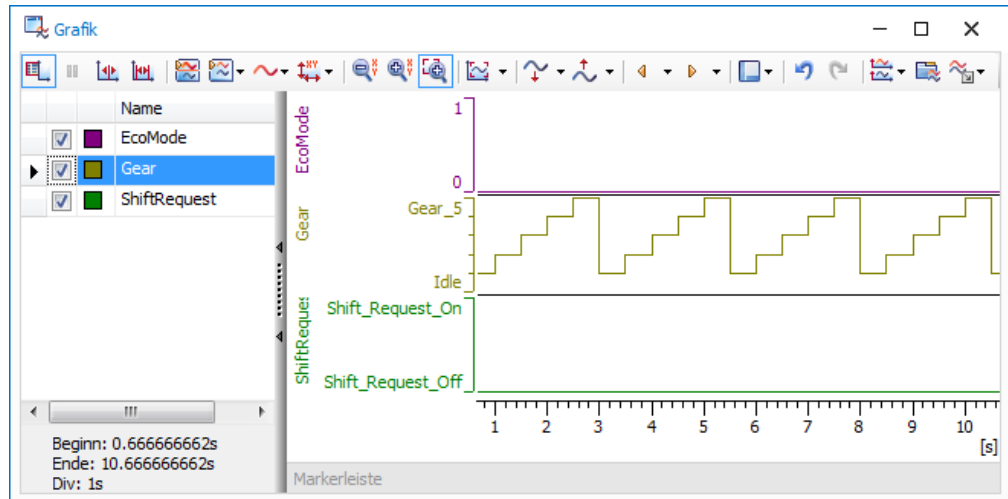 Grafik
Name
EcoMode
Gear
ShiftRequest
Beginn: 0.666666662s
Ende: 10.666666662s
Div: 1s
EcoMode
1
0
Gear
Gear_5
Idle
ShiftReques
Shift_Request_On
Shift_Request_Off
1 2 3 4 5 6 7 8 9 10
[s]
Markerleiste